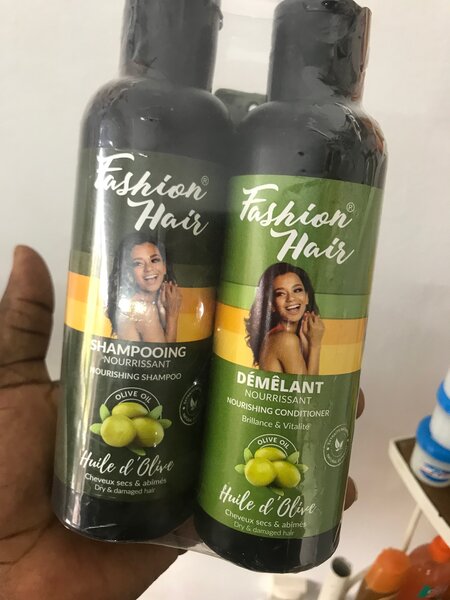 Fashion®
Hair
SHAMPOOING
NOURRISSANT
NOURISHING SHAMPOO
OLIVE OIL
Huile d'Olive
Cheveux secs & abîmés
Dry & damaged hair
Fashion®
Hair
DÉMÊLANT
NOURRISSANT
NOURISHING CONDITIONER
Brillance & Vitalité
OLIVE OIL
Huile d'Olive
Cheveux secs & abîmés
Dry & damaged hair